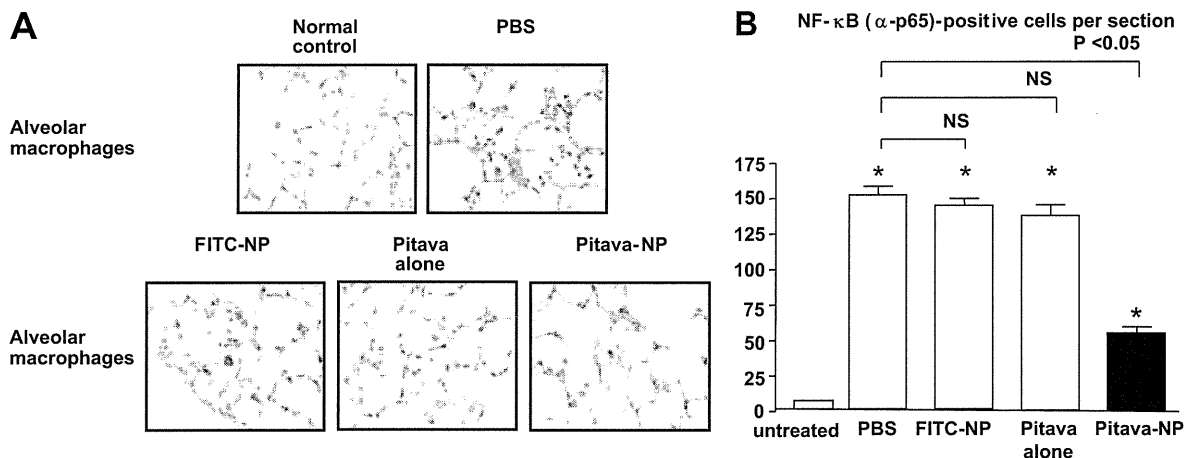 A
Normal
control
PBS
Alveolar
macrophages
FITC-NP
Pitava
alone
Pitava-NP
Alveolar
macrophages
B
NF-κB (α-p65)-positive cells per section
P <0.05
NS
NS
175
150
125
100
75
50
25
0
*
*
*
*
untreated
PBS
FITC-NP
Pitava
alone
Pitava-NP